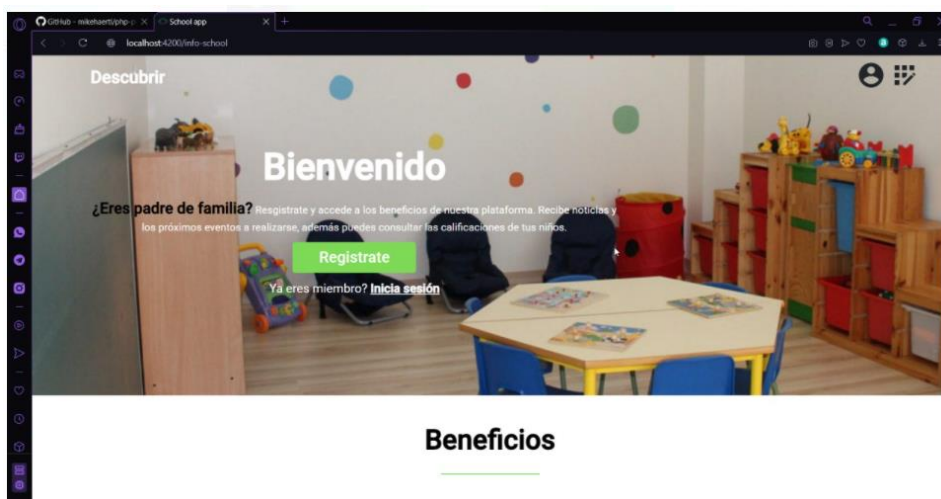 GitHub - mikehaertl/php-p
School app
localhost:4200/info-school
Descubrir
Bienvenido
¿Eres padre de familia? Resgistrate y accede a los beneficios de nuestra plataforma. Recibe noticias y
los próximos eventos a realizarse, además puedes consultar las calificaciones de tus niños.
Registrate
Ya eres miembro? Inicia sesión
Beneficios